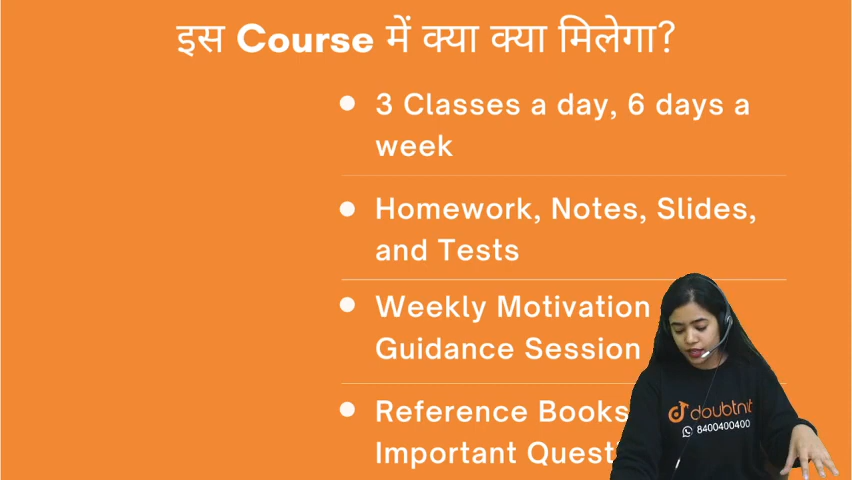 इस Course में क्या क्या मिलेगा?
3 Classes a day, 6 days a
week
Homework, Notes, Slides,
and Tests
Weekly Motivation
Guidance Session
Reference Books
Important
doubtnut
8400400400